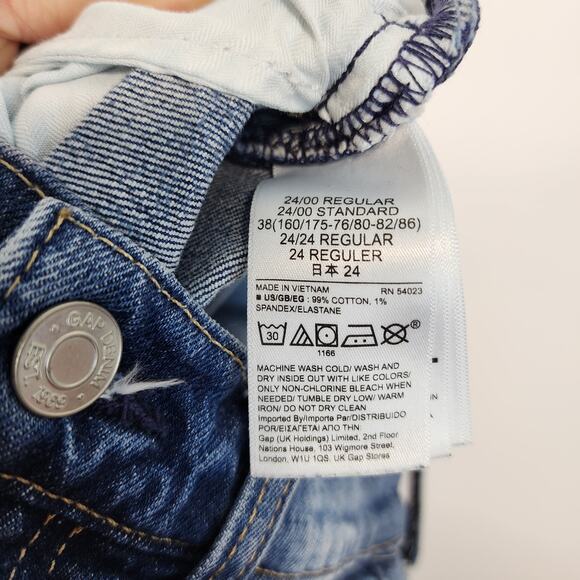 GAP DENIM
EST. 1969
24/00 REGULAR
24/00 STANDARD
38(160/175-76/80-82/86)
24/24 REGULAR
24 REGULER
日本 24
MADE IN VIETNAM RN 54023
■ US/GB/EG : 99% COTTON, 1%
SPANDEX/ELASTANE
30 ®
1166
MACHINE WASH COLD/ WASH AND
DRY INSIDE OUT WITH LIKE COLORS/
ONLY NON-CHLORINE BLEACH WHEN
NEEDED/ TUMBLE DRY LOW/ WARM
IRON/ DO NOT DRY CLEAN
Imported By/Importe Par/DISTRIBUIDO
POR/ΕΙΣΑΓΕΤΑΙ ΑΠΟ ΤΗΝ :
Gap (UK Holdings) Limited, 2nd Floor
Nations House, 103 Wigmore Street,
London, W1U 1QS. UK Gap Stores